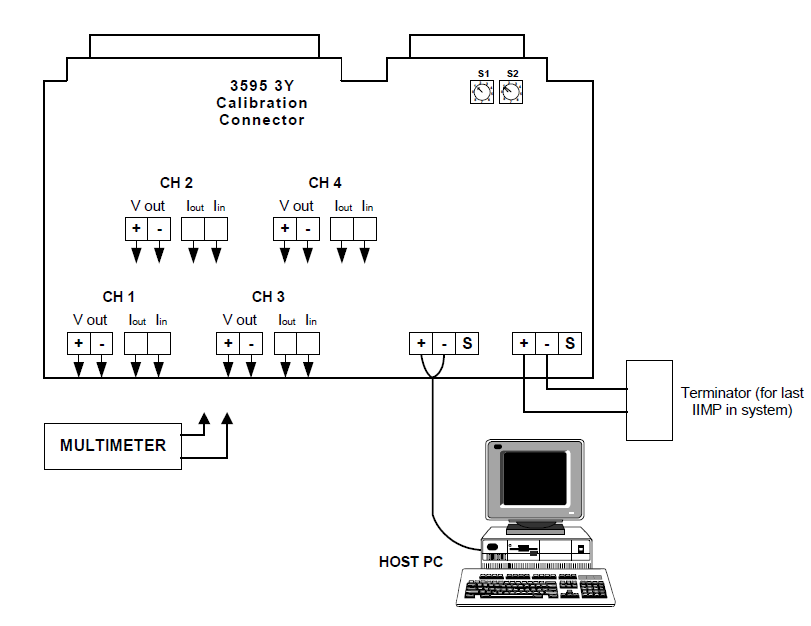 S1 S2
3595 3Y
Calibration
Connector
CH 2 CH 4
V out Iout Iin V out Iout Iin
+ - + -
CH 1 CH 3
V out Iout Iin V out Iout Iin
+ - + - + - S + - S
Terminator (for last
IIMP in system)
MULTIMETER
HOST PC